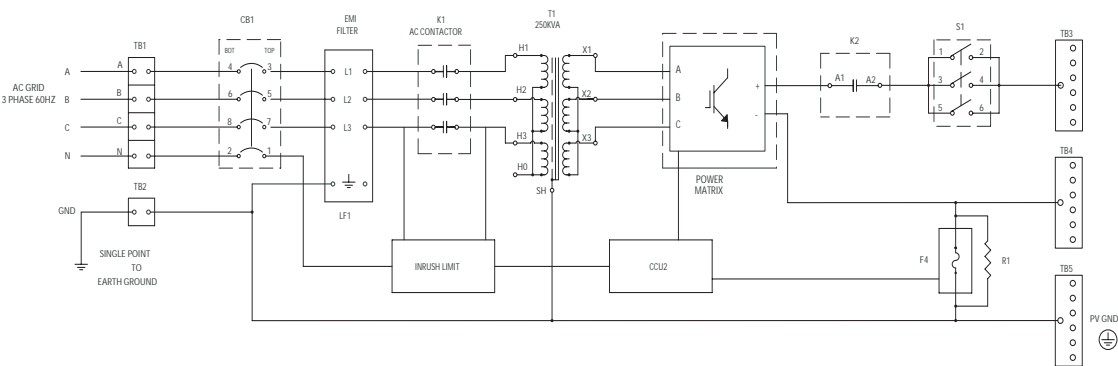 AC GRID
3 PHASE 60HZ
A
B
C
N
GND
SINGLE POINT
TO
EARTH GROUND
TB1
A
B
C
N
TB2
CB1
BOT TOP
4 3
6 5
8 7
2 1
EMI
FILTER
L1
L2
L3
LF1
K1
AC CONTACTOR
INRUSH LIMIT
T1
250KVA
H1 X1
H2 X2
H3 X3
H0
SH
A
B
C
+
-
POWER
MATRIX
CCU2
K2
A1 A2
S1
1 2
3 4
5 6
F4
R1
TB3
TB4
TB5
PV GND